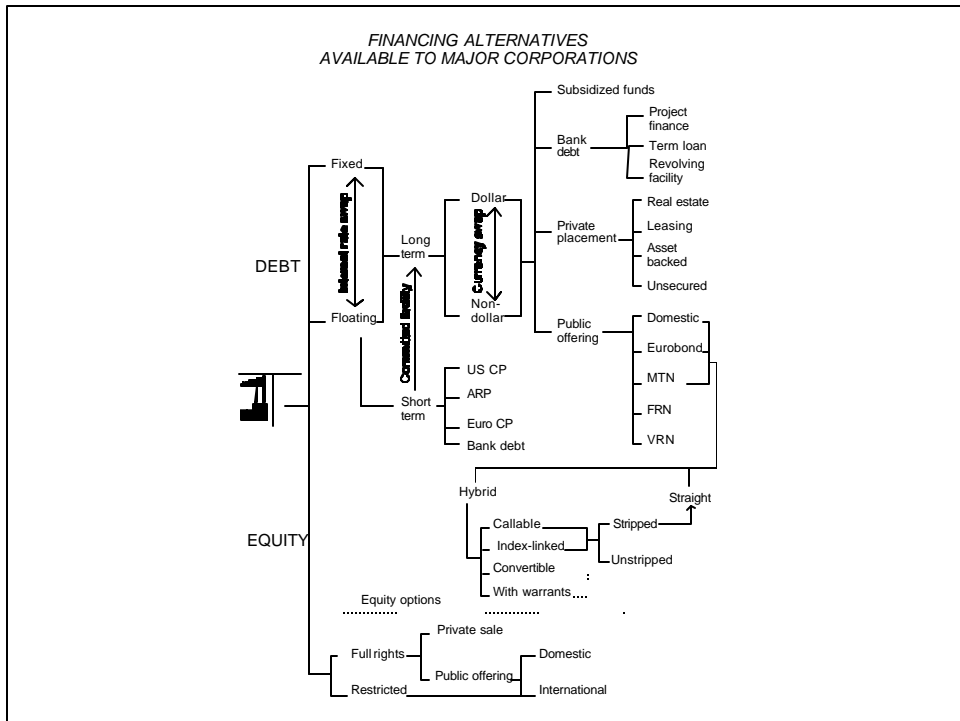 FINANCING ALTERNATIVES
AVAILABLE TO MAJOR CORPORATIONS
Subsidized funds
Bank
debt
Project
finance
Term loan
Revolving
facility
Fixed
Interest rate swap
Floating
DEBT
Long
term
Committed facility
Short
term
Dollar
Currency swap
Non-
dollar
Private
placement
Real estate
Leasing
Asset
backed
Unsecured
Public
offering
Domestic
Eurobond
MTN
FRN
VRN
US CP
ARP
Euro CP
Bank debt
Hybrid
Straight
Callable
Index-linked
Convertible
With warrants
Stripped
Unstripped
EQUITY
Equity options
Full rights
Restricted
Private sale
Public offering
Domestic
International